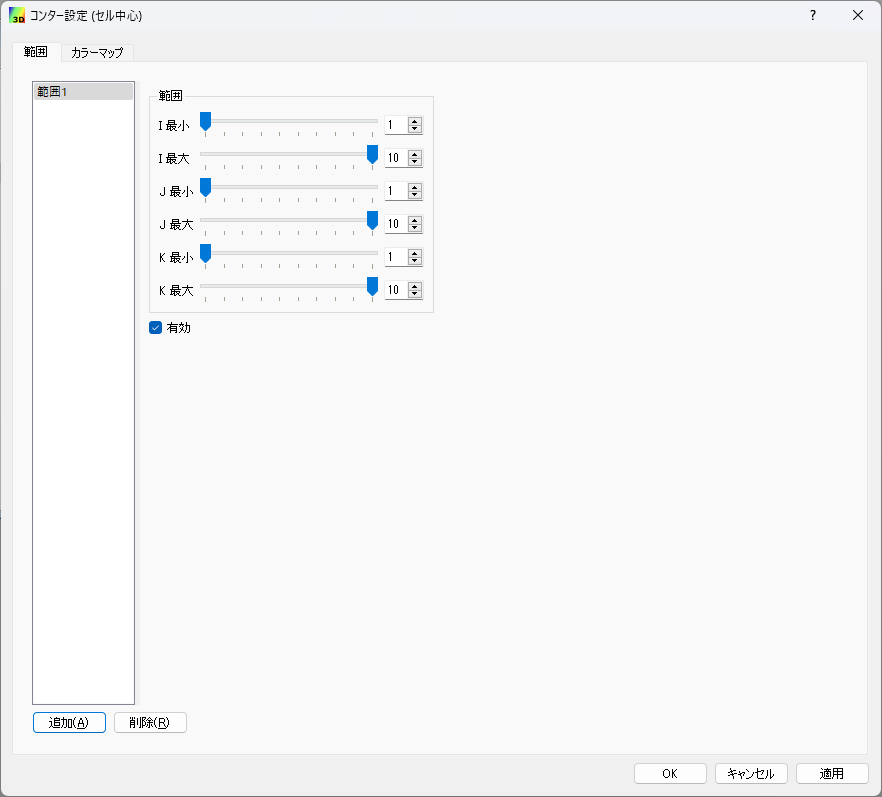 3D コンター設定 (セル中心) ?
範囲 カラーマップ
範囲1
範囲
I 最小 1
I 最大 10
J 最小 1
J 最大 10
K 最小 1
K 最大 10
有効
追加(A) 削除(R)
OK キャンセル 適用